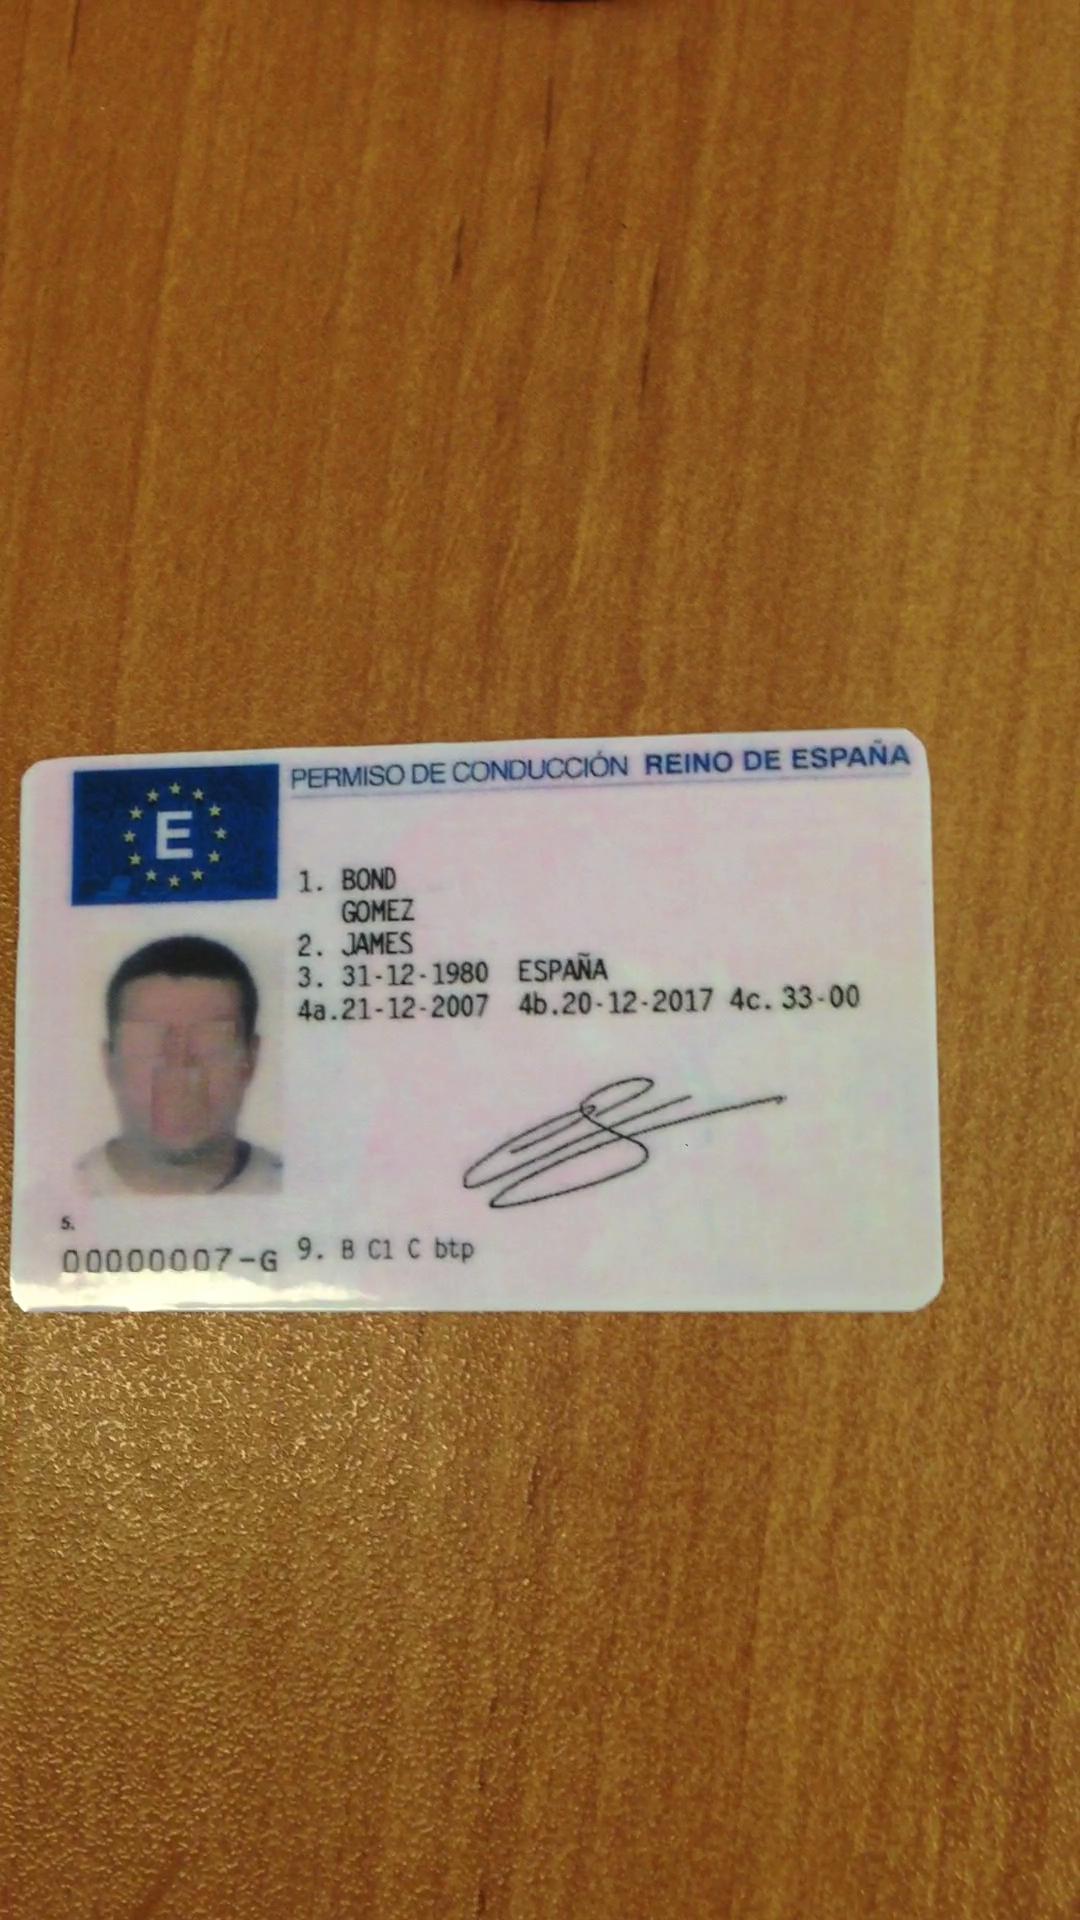 E
PERMISO DE CONDUCCIÓN REINO DE ESPAÑA
1. BOND
GOMEZ
2. JAMES
3. 31-12-1980 ESPAÑA
4a.21-12-2007 4b.20-12-2017 4c. 33-00
5.
00000007-G 9. B C1 C btp